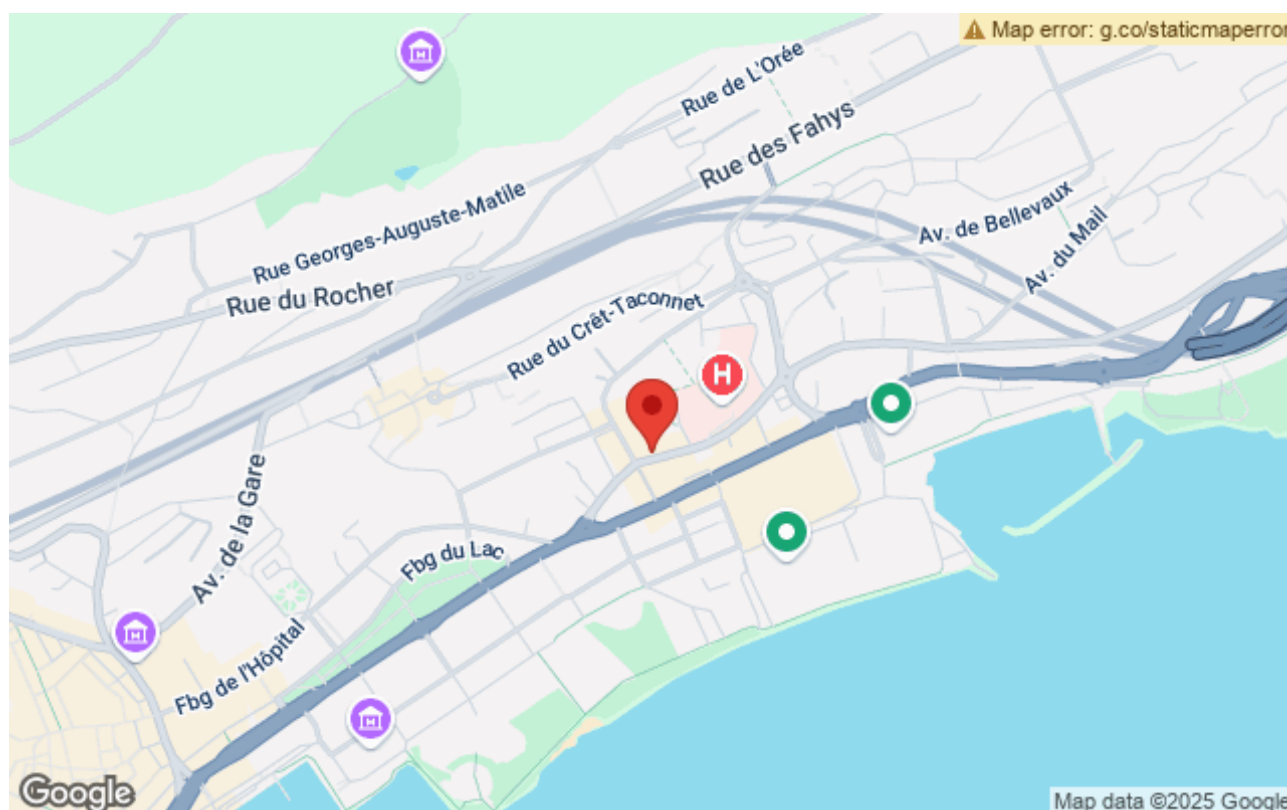 Map error: g.co/staticmaperror
Rue de L'Orée
Rue des Fahys
Rue Georges-Auguste-Matile
Av. de Bellevaux
Av. du Mail
Rue du Rocher
Rue du Crêt-Taconnet
H
Av. de la Gare
Fbg du Lac
Fbg de l'Hôpital
Google
Map data ©2025 Google